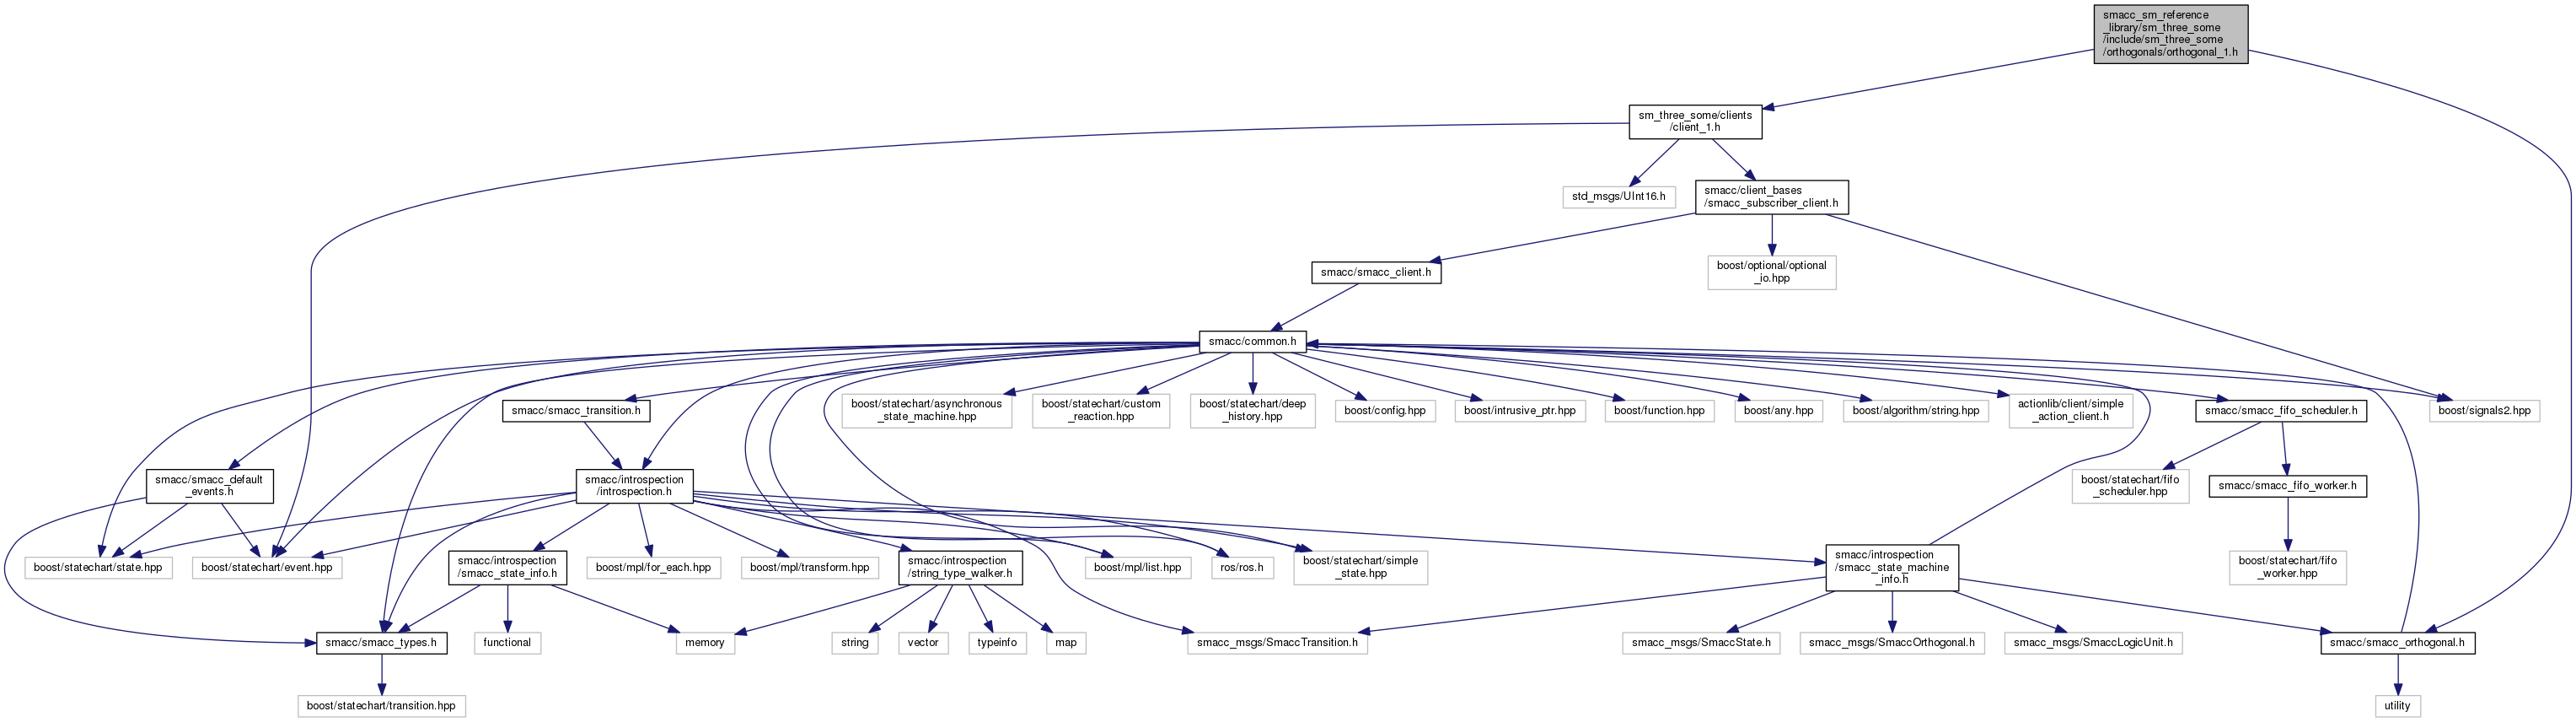 smacc_sm_reference
_library/sm_three_some
/include/sm_three_some
/orthogonals/orthogonal_1.h
sm_three_some/clients
/client_1.h
std_msgs/UInt16.h
smacc/client_bases
/smacc_subscriber_client.h
smacc/smacc_client.h
boost/optional/optional
_io.hpp
smacc/common.h
smacc/smacc_transition.h
boost/statechart/asynchronous
_state_machine.hpp
boost/statechart/custom
_reaction.hpp
boost/statechart/deep
_history.hpp
boost/config.hpp
boost/intrusive_ptr.hpp
boost/function.hpp
boost/any.hpp
boost/algorithm/string.hpp
actionlib/client/simple
_action_client.h
smacc/smacc_fifo_scheduler.h
boost/signals2.hpp
smacc/smacc_default
_events.h
smacc/introspection
/introspection.h
boost/statechart/fifo
_scheduler.hpp
smacc/smacc_fifo_worker.h
boost/statechart/state.hpp
boost/statechart/event.hpp
smacc/introspection
/smacc_state_info.h
boost/mpl/for_each.hpp
boost/mpl/transform.hpp
smacc/introspection
/string_type_walker.h
boost/mpl/list.hpp
ros/ros.h
boost/statechart/simple
_state.hpp
smacc/introspection
/smacc_state_machine
_info.h
boost/statechart/fifo
_worker.hpp
smacc/smacc_types.h
functional
memory
string
vector
typeinfo
map
smacc_msgs/SmaccTransition.h
smacc_msgs/SmaccState.h
smacc_msgs/SmaccOrthogonal.h
smacc_msgs/SmaccLogicUnit.h
smacc/smacc_orthogonal.h
boost/statechart/transition.hpp
utility